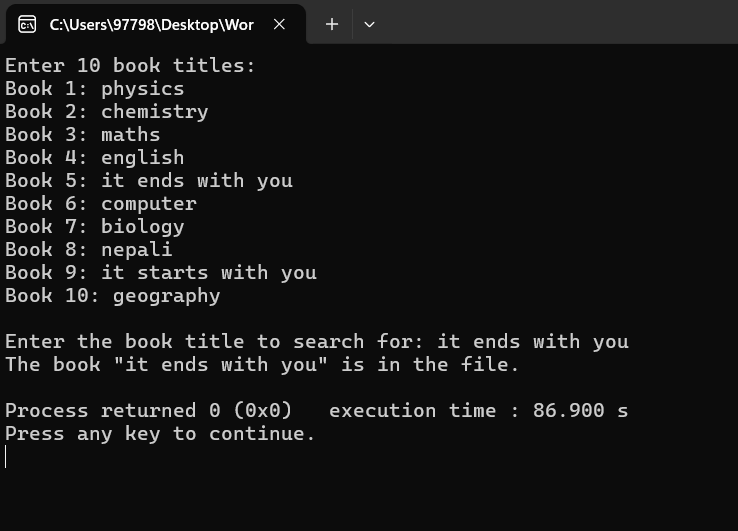 C:\Users\97798\Desktop\Wor
Enter 10 book titles:
Book 1: physics
Book 2: chemistry
Book 3: maths
Book 4: english
Book 5: it ends with you
Book 6: computer
Book 7: biology
Book 8: nepali
Book 9: it starts with you
Book 10: geography
Enter the book title to search for: it ends with you
The book "it ends with you" is in the file.
Process returned 0 (0x0)   execution time : 86.900 s
Press any key to continue.